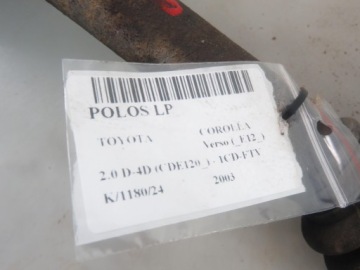 POLOS LP
TOYOTA COROLLA
Verso (_E12_)
2.0 D-4D (CDE120_) - 1CD-FTV
K/1180/24 2003